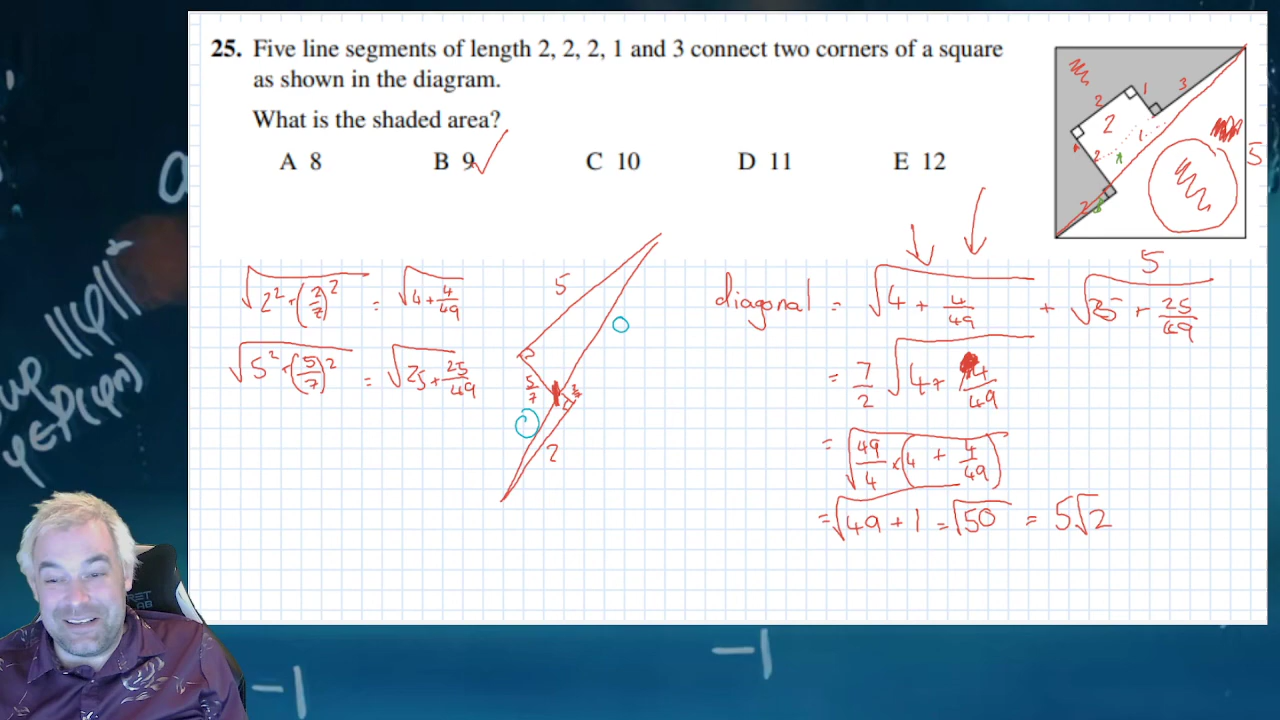 25. Five line segments of length 2, 2, 2, 1 and 3 connect two corners of a square
as shown in the diagram.
What is the shaded area?
A 8 B 9 C 10 D 11 E 12
2 1 3
2 1
2
2
5
5
√(2² + (2/7)²) = √(4 + 4/49)
√(5² + (5/7)²) = √(25 + 25/49)
5
5/7
2
diagonal = √(4 + 4/49) + √(25 + 25/49)
= 7/2 √(4 + 4/49)
= √(49/4 × (4 + 4/49))
= √(49 + 1) = √50 = 5√2
||φ||
−1
−1